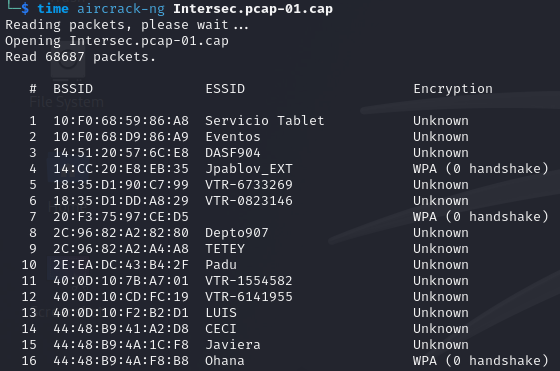 └─$ time aircrack-ng Intersec.pcap-01.cap
Reading packets, please wait...
Opening Intersec.pcap-01.cap
Read 68687 packets.
# BSSID ESSID Encryption
File System
1 10:F0:68:59:86:A8 Servicio Tablet Unknown
2 10:F0:68:D9:86:A9 Eventos Unknown
3 14:51:20:57:6C:E8 DASF904 Unknown
4 14:CC:20:E8:EB:35 Jpablov_EXT WPA (0 handshake)
5 18:35:D1:90:C7:99 VTR-6733269 Unknown
6 18:35:D1:DD:A8:29 VTR-0823146 Unknown
7 20:F3:75:97:CE:D5 WPA (0 handshake)
8 2C:96:82:A2:82:80 Depto907 Unknown
9 2C:96:82:A2:A4:A8 TETEY Unknown
10 2E:EA:DC:43:B4:2F Padu Unknown
11 40:0D:10:7B:A7:01 VTR-1554582 Unknown
12 40:0D:10:CD:FC:19 VTR-6141955 Unknown
13 40:0D:10:F2:B2:D1 LUIS Unknown
14 44:48:B9:41:A2:D8 CECI Unknown
15 44:48:B9:4A:1C:F8 Javiera Unknown
16 44:48:B9:4A:F8:B8 Ohana WPA (0 handshake)